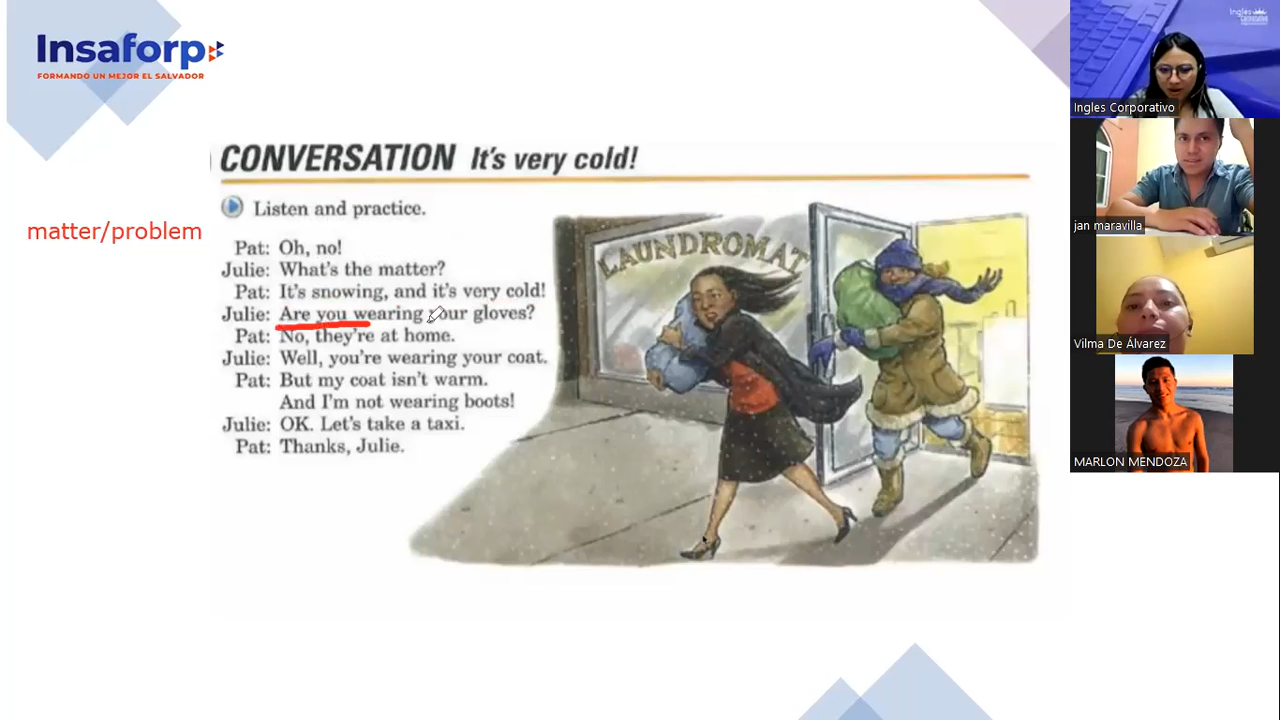 Insaforp
FORMANDO UN MEJOR EL SALVADOR
CONVERSATION It's very cold!
Listen and practice.
matter/problem
Pat: Oh, no!
Julie: What's the matter?
Pat: It's snowing, and it's very cold!
Julie: Are you wearing your gloves?
Pat: No, they're at home.
Julie: Well, you're wearing your coat.
Pat: But my coat isn't warm.
And I'm not wearing boots!
Julie: OK. Let's take a taxi.
Pat: Thanks, Julie.
LAUNDROMAT
Ingles
Corporativo
Ingles Corporativo
jan maravilla
Vilma De Álvarez
MARLON MENDOZA